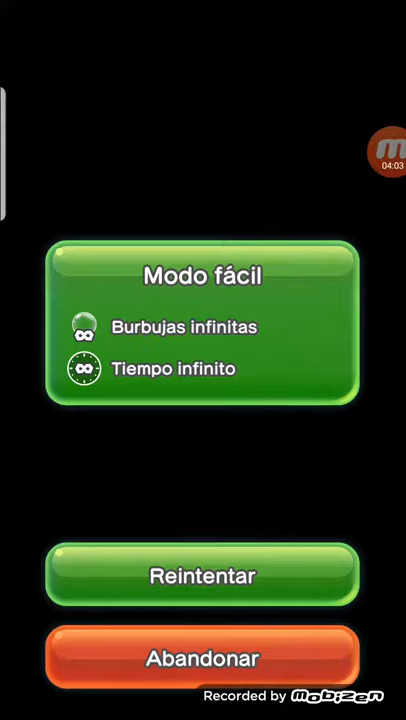 04:03
Modo fácil
Burbujas infinitas
Tiempo infinito
Reintentar
Abandonar
Recorded by mobizen